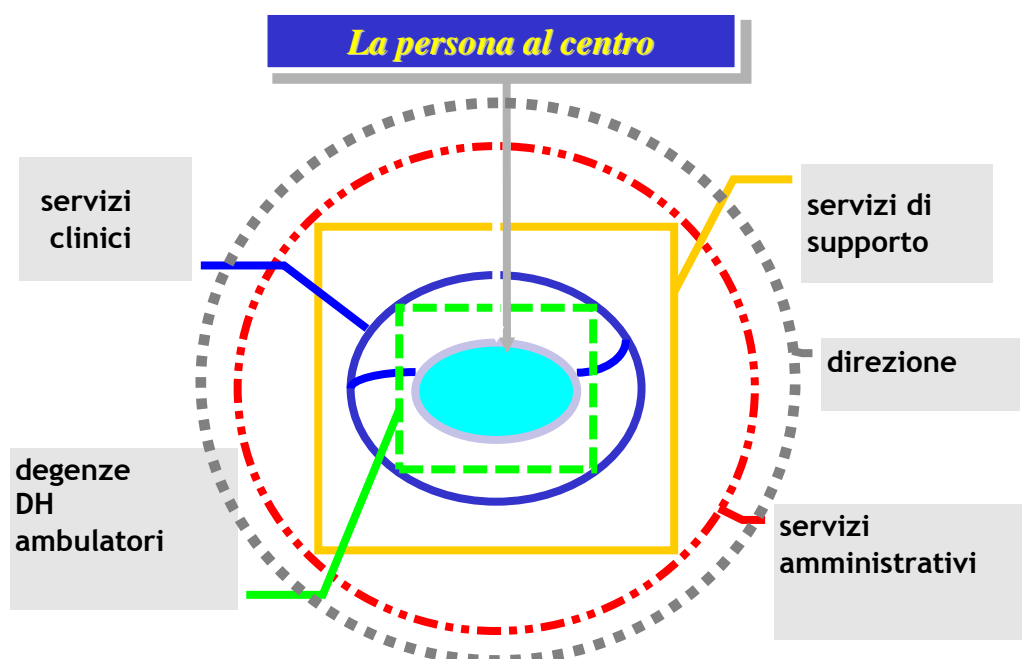 La persona al centro
servizi
clinici
servizi di
supporto
direzione
degenze
DH
ambulatori
servizi
amministrativi